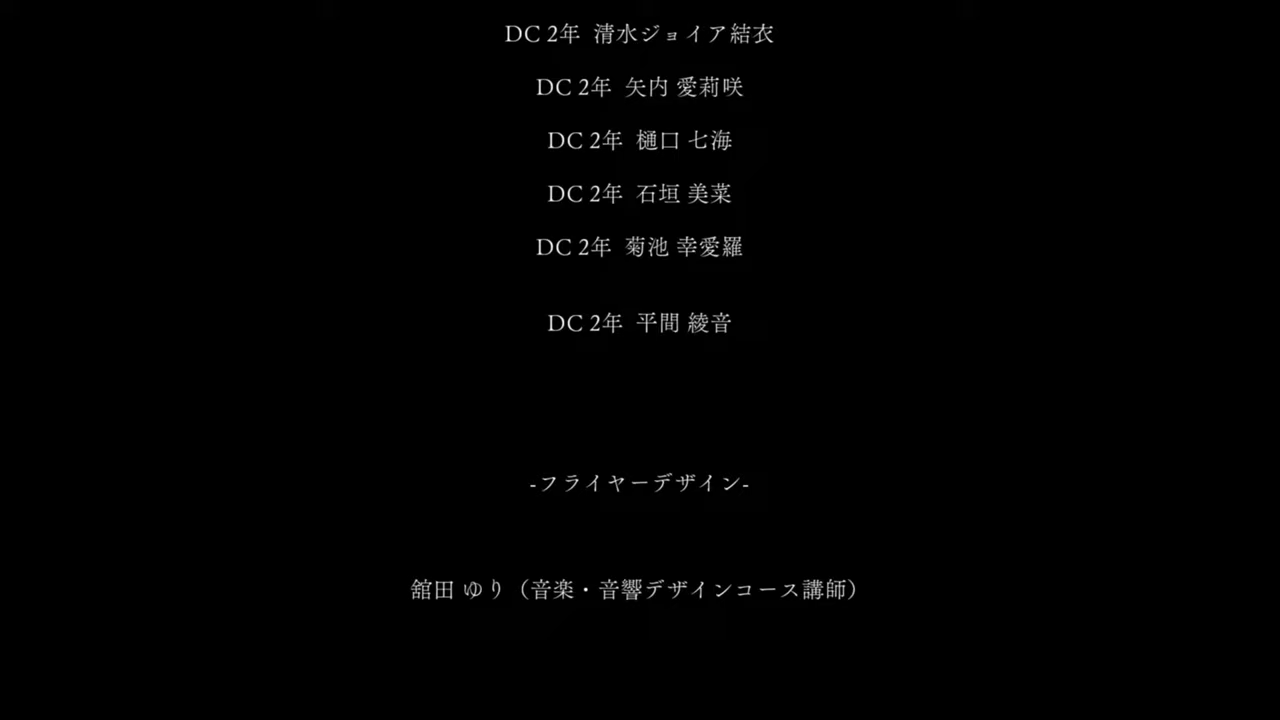 DC 2年 清水ジョイア結衣
DC 2年 矢内 愛莉咲
DC 2年 樋口 七海
DC 2年 石垣 美菜
DC 2年 菊池 幸愛羅
DC 2年 平間 綾音
-フライヤーデザイン-
舘田 ゆり（音楽・音響デザインコース講師）